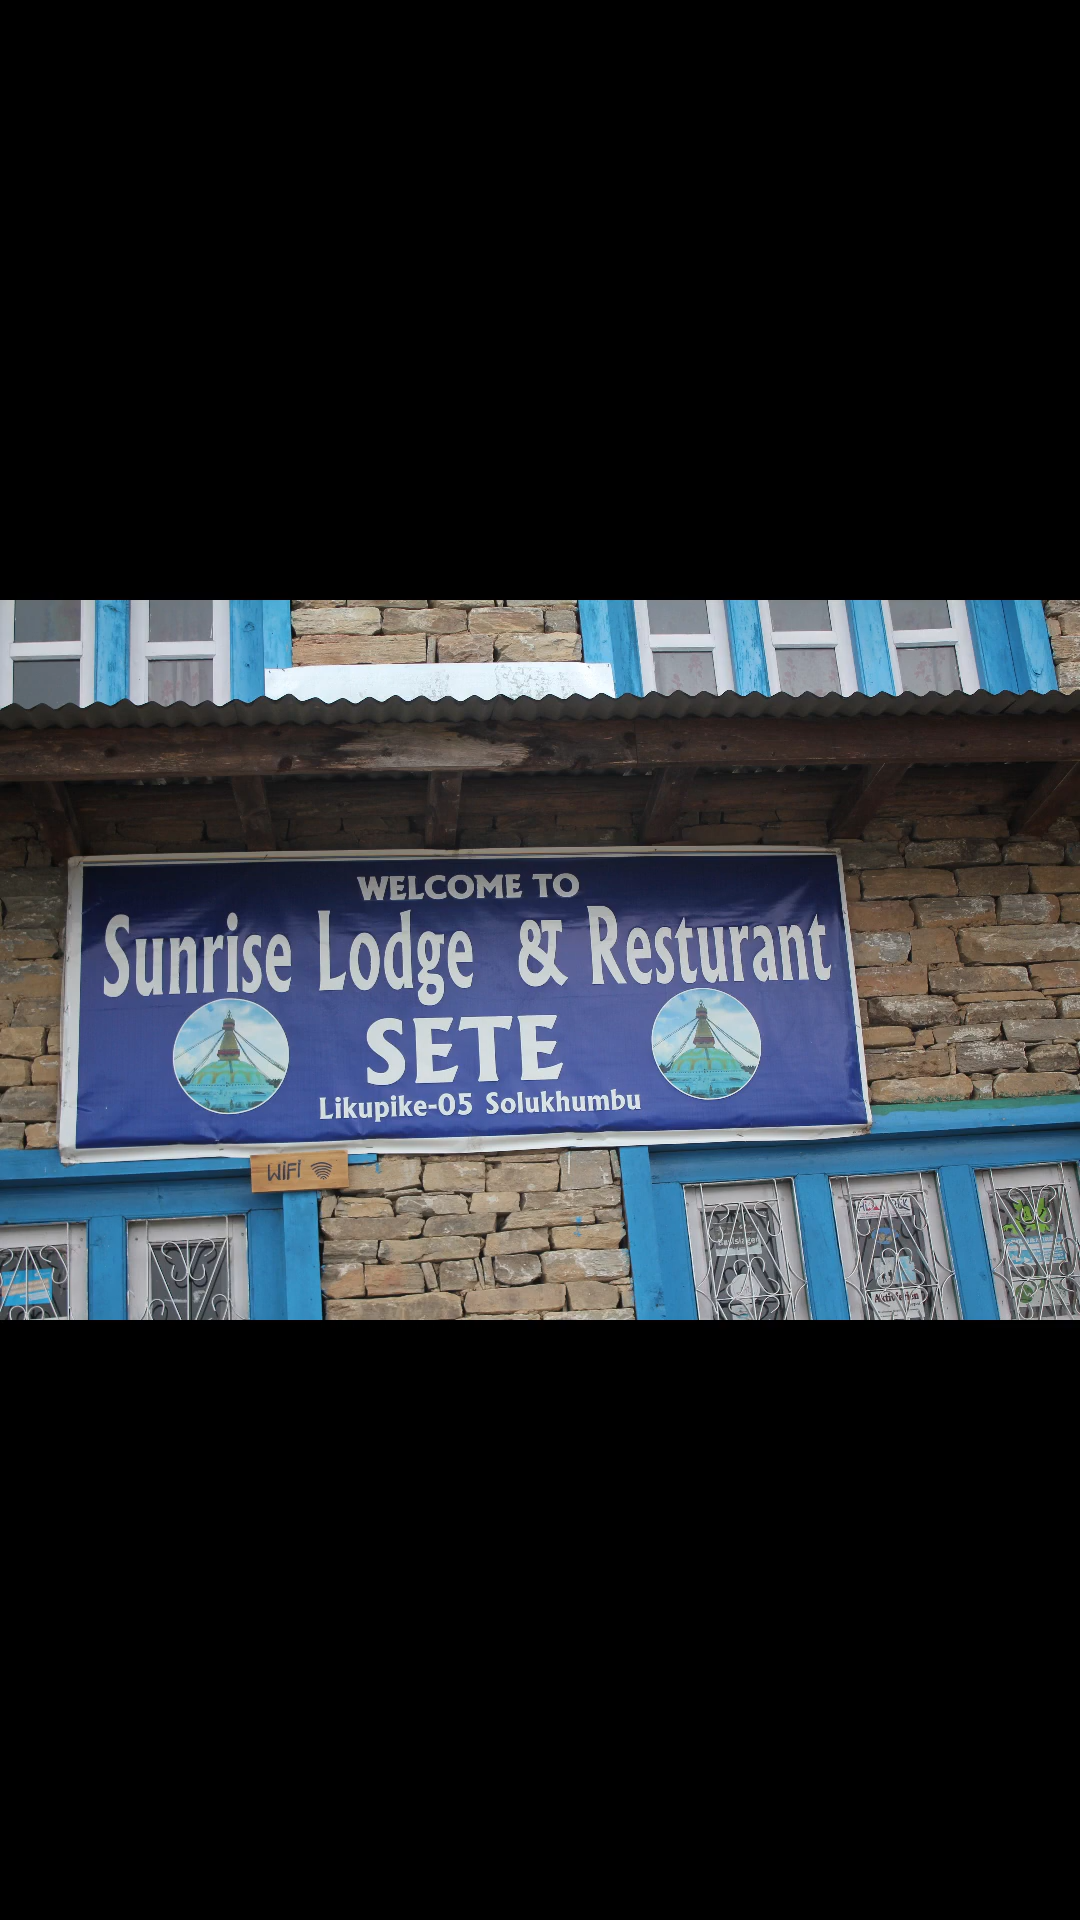 WELCOME TO
Sunrise Lodge & Resturant
SETE
Likupike-05 Solukhumbu
WiFI